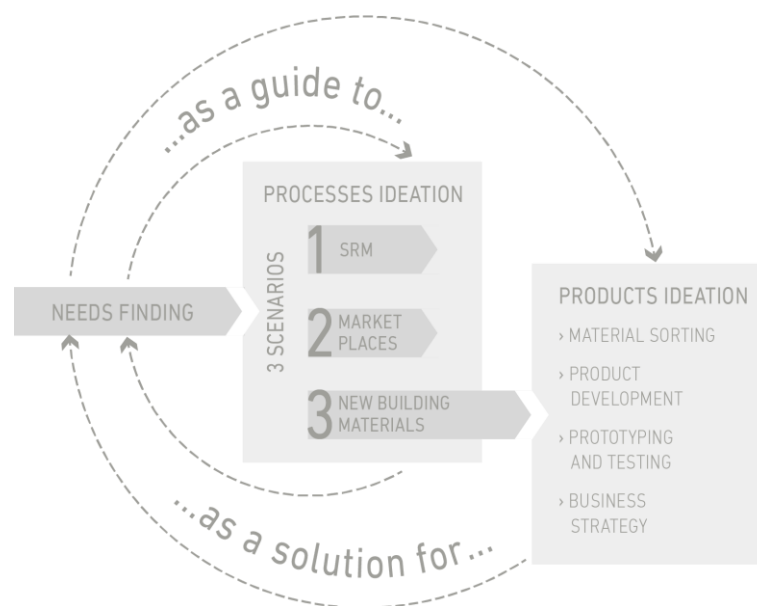 ...as a guide to...
PROCESSES IDEATION
3 SCENARIOS
1 SRM
2 MARKET
PLACES
3 NEW BUILDING
MATERIALS
NEEDS FINDING
PRODUCTS IDEATION
› MATERIAL SORTING
› PRODUCT
DEVELOPMENT
› PROTOTYPING
AND TESTING
› BUSINESS
STRATEGY
...as a solution for...